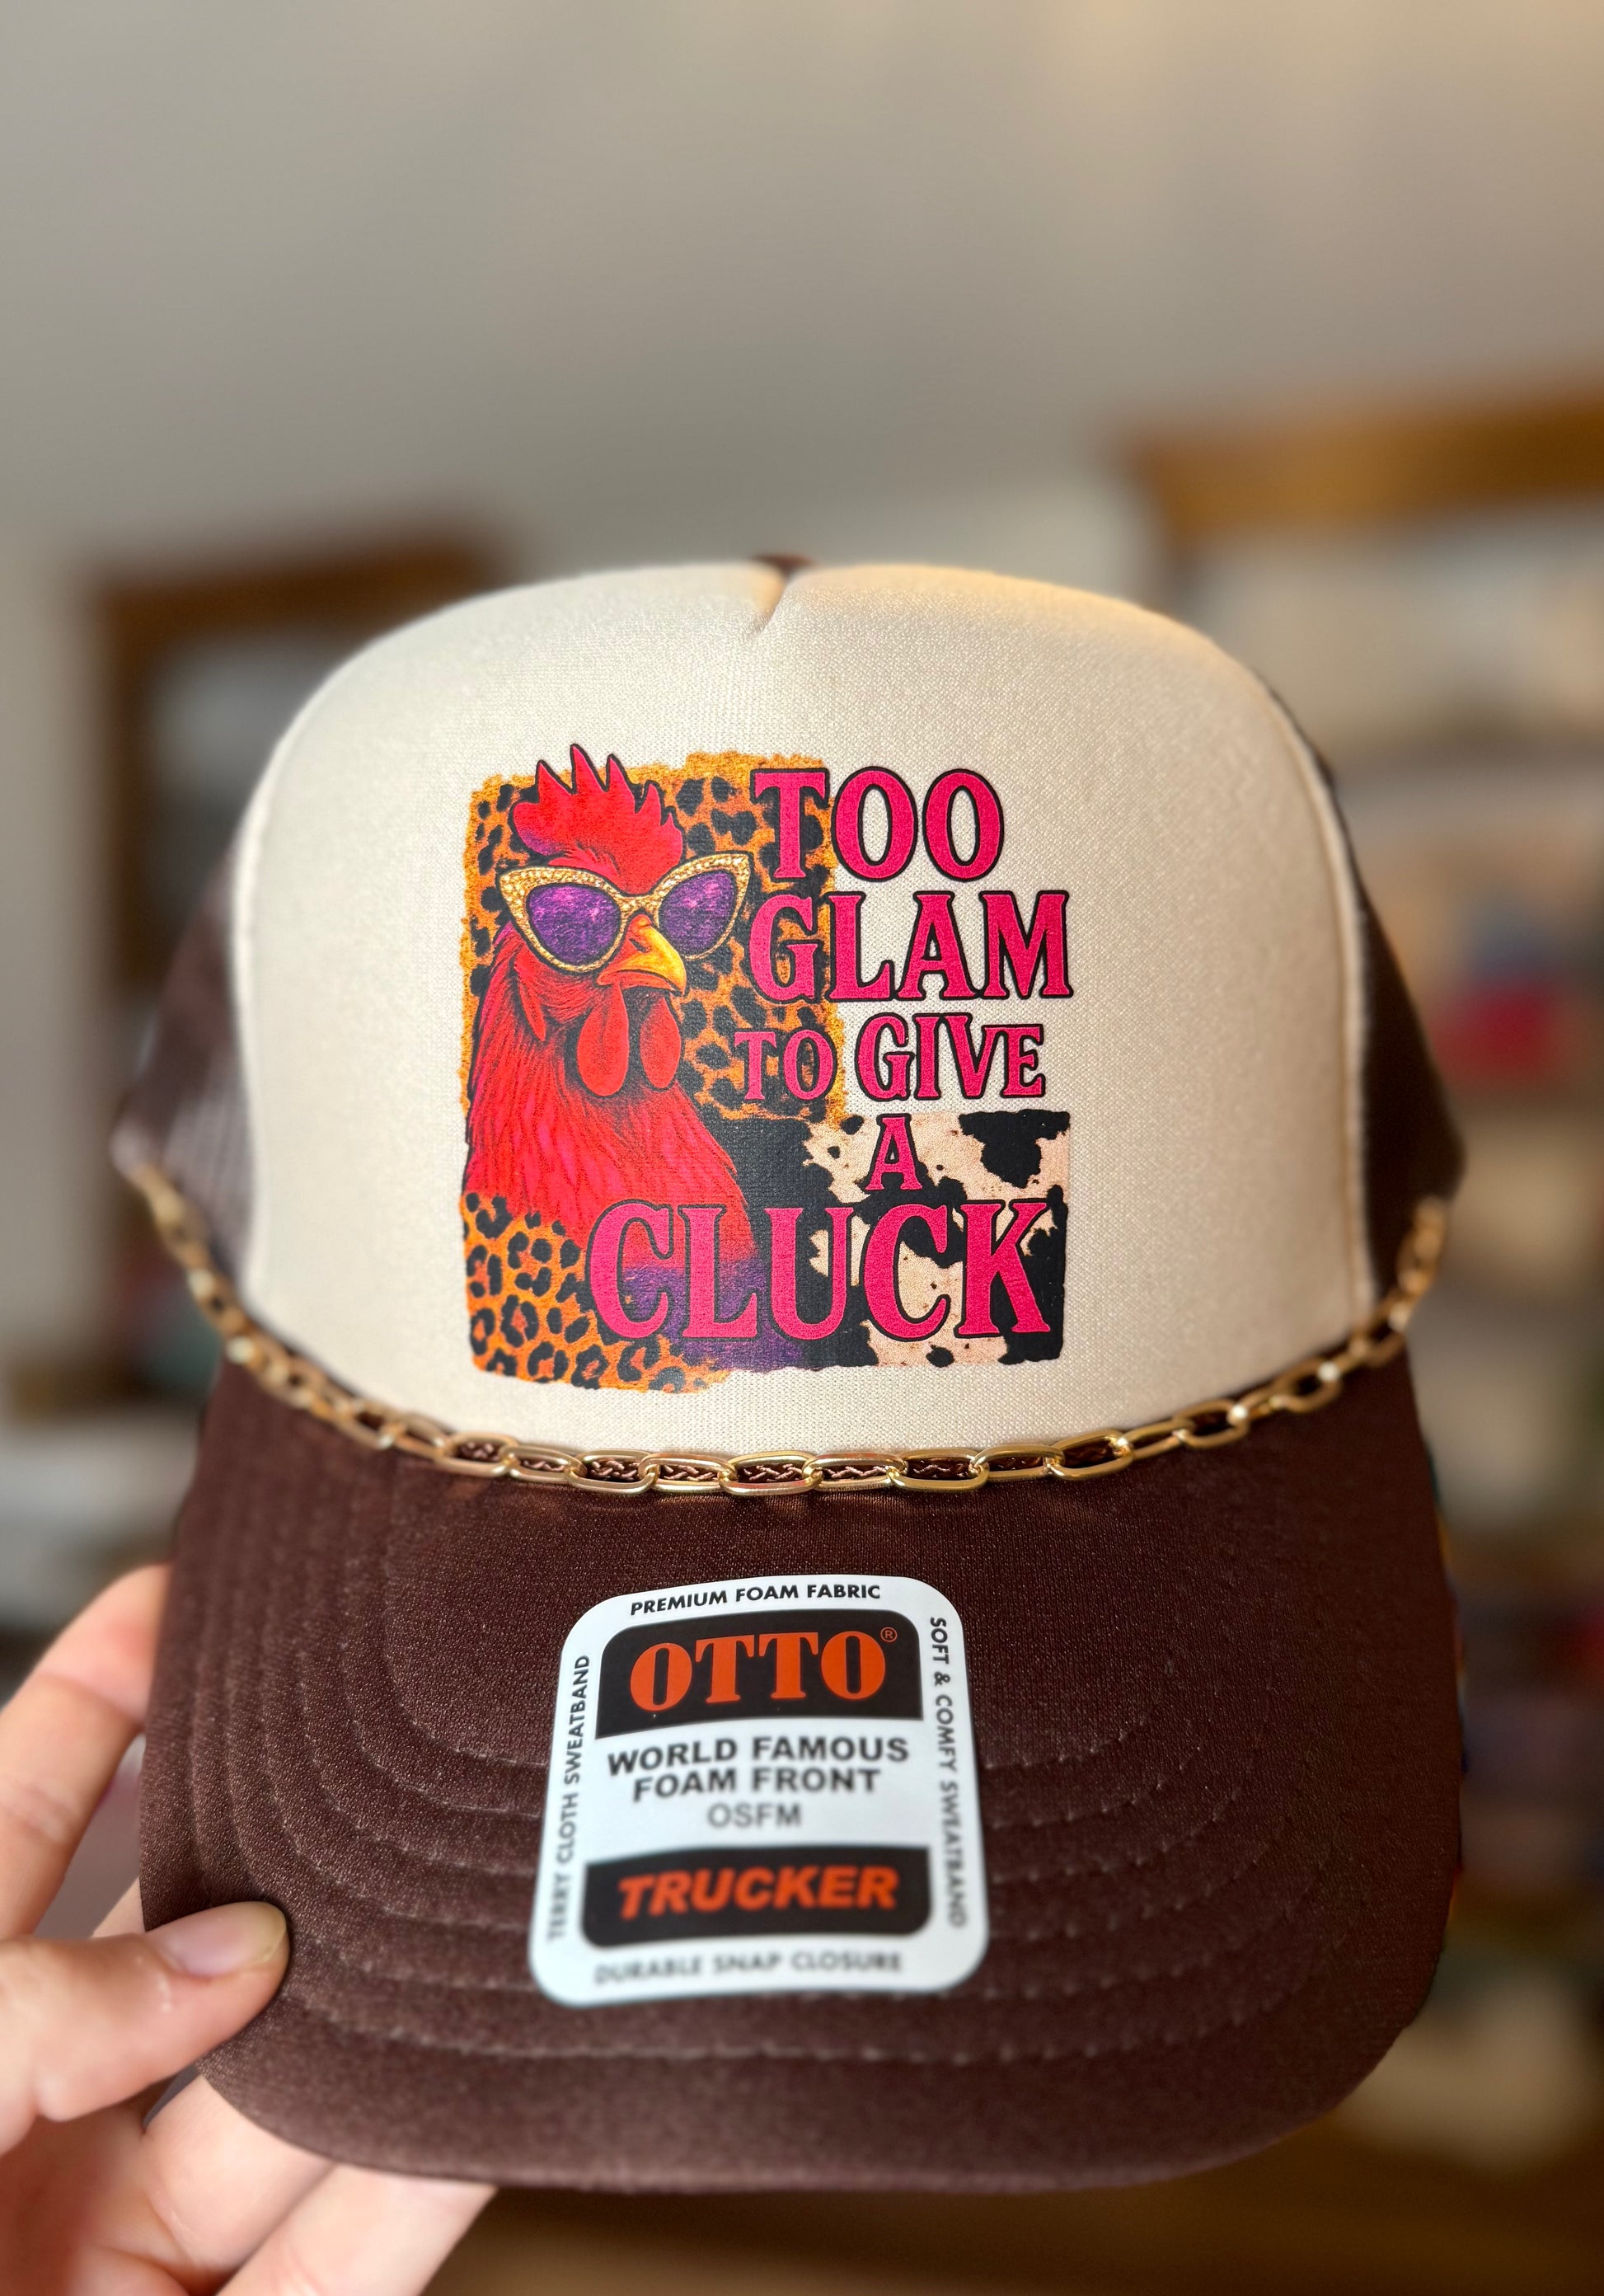 TOO
GLAM
TO GIVE
A
CLUCK
PREMIUM FOAM FABRIC
OTTO®
WORLD FAMOUS
FOAM FRONT
OSFM
TRUCKER
DURABLE SNAP CLOSURE
TERRY CLOTH SWEATBAND
SOFT & COMFY SWEATBAND